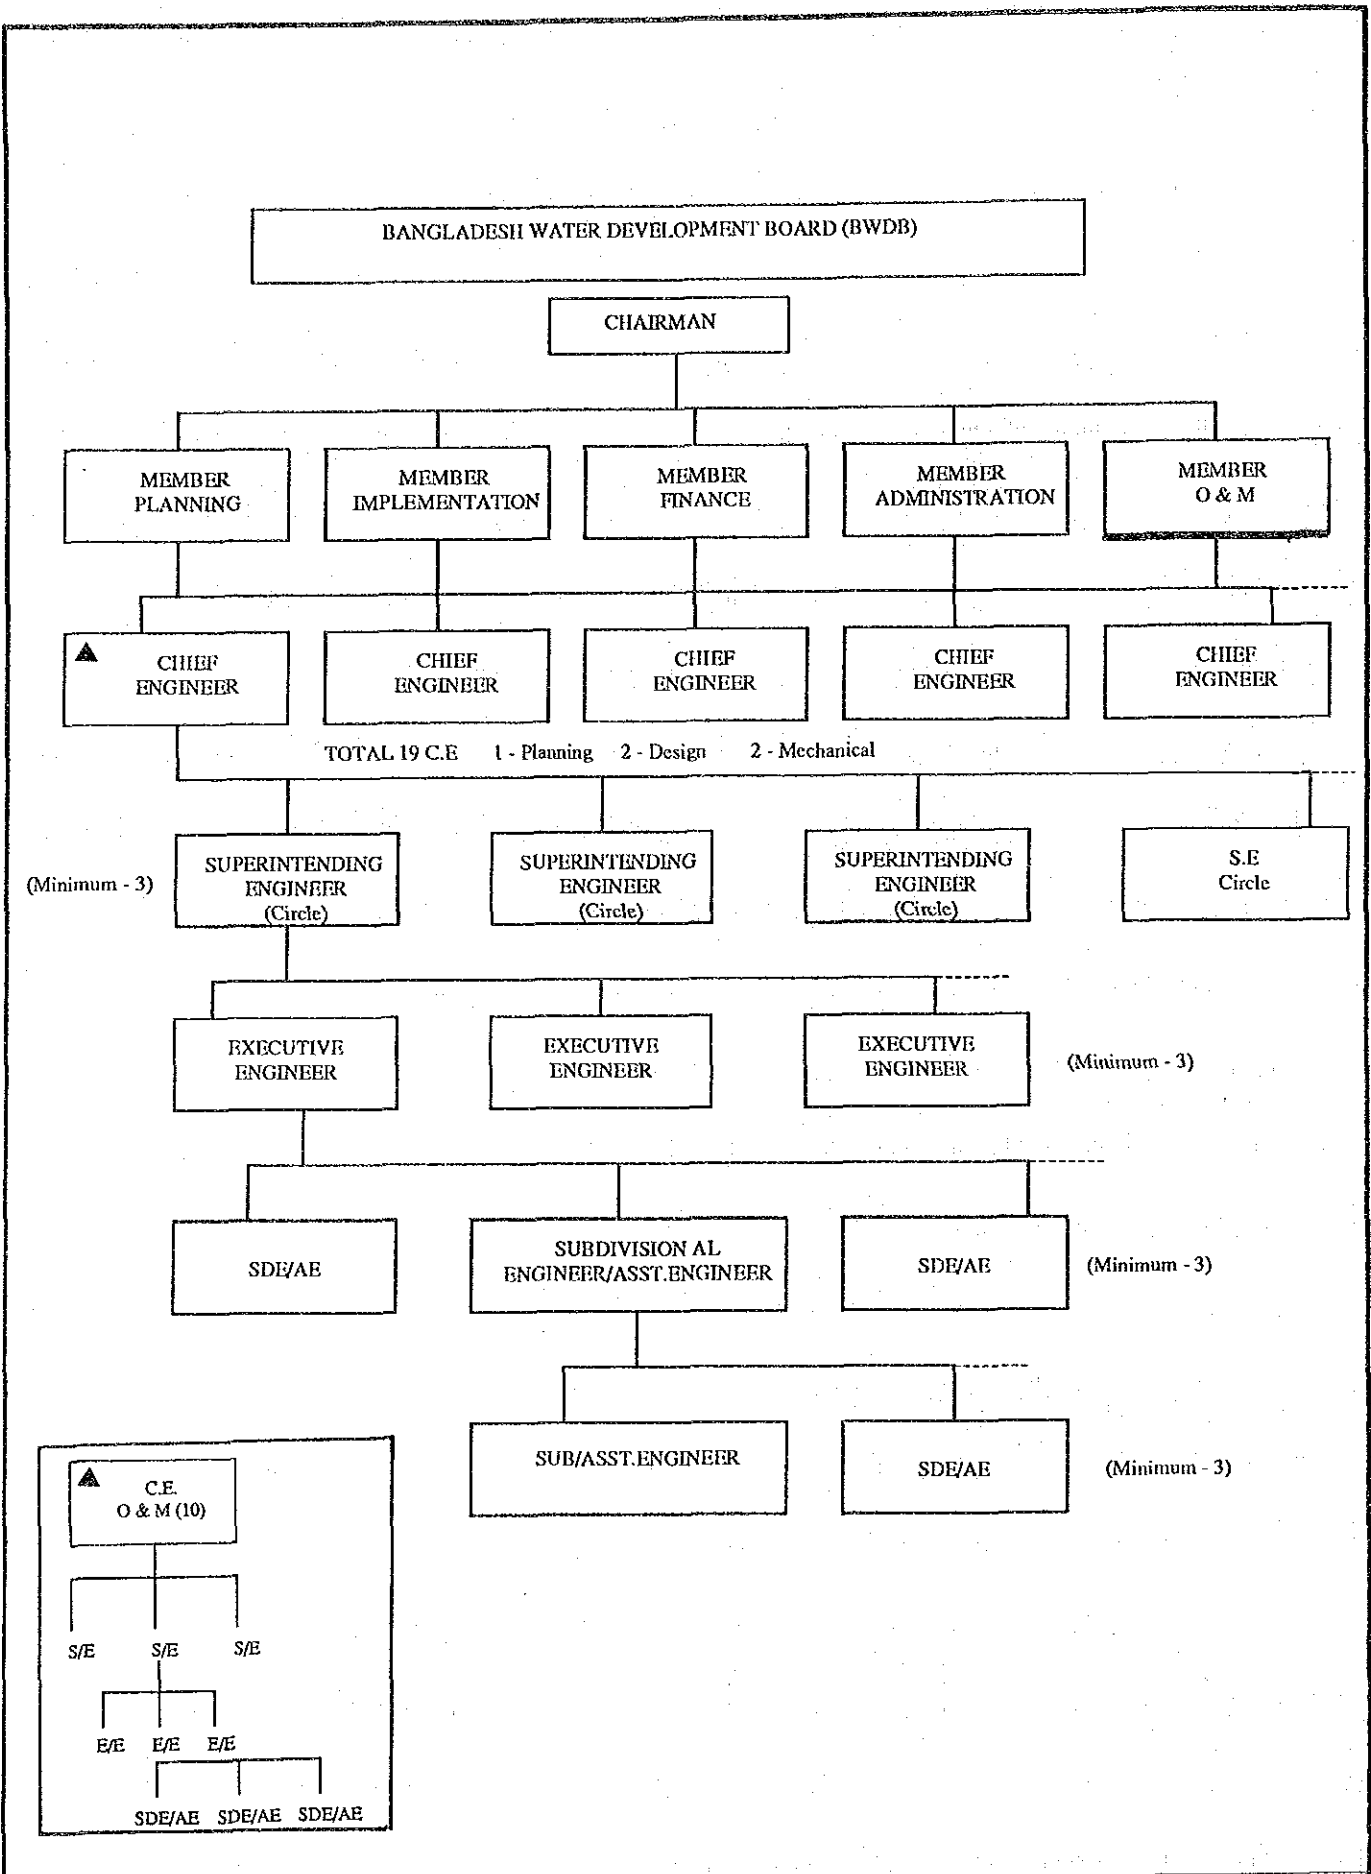 BANGLADESH WATER DEVELOPMENT BOARD (BWDB)
CHAIRMAN
MEMBER
PLANNING
MEMBER
IMPLEMENTATION
MEMBER
FINANCE
MEMBER
ADMINISTRATION
MEMBER
O & M
CHIEF
ENGINEER
CHIEF
ENGINEER
CHIEF
ENGINEER
CHIEF
ENGINEER
CHIEF
ENGINEER
TOTAL 19 C.E 1 - Planning 2 - Design 2 - Mechanical
(Minimum - 3)
SUPERINTENDING
ENGINEER
(Circle)
SUPERINTENDING
ENGINEER
(Circle)
SUPERINTENDING
ENGINEER
(Circle)
S.E
Circle
EXECUTIVE
ENGINEER
EXECUTIVE
ENGINEER
EXECUTIVE
ENGINEER
(Minimum - 3)
SDE/AE
SUBDIVISION AL
ENGINEER/ASST.ENGINEER
SDE/AE
(Minimum - 3)
SUB/ASST.ENGINEER
SDE/AE
(Minimum - 3)
C.E.
O & M (10)
S/E S/E S/E
E/E E/E E/E
SDE/AE SDE/AE SDE/AE